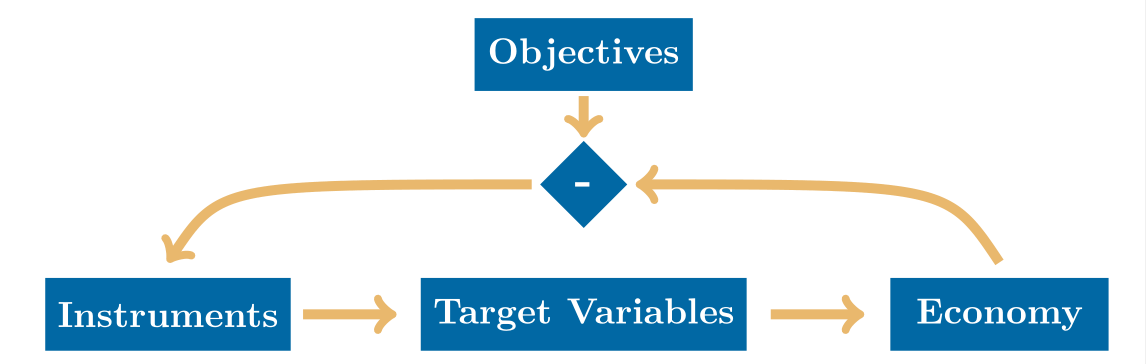 Objectives
-
Instruments
Target Variables
Economy